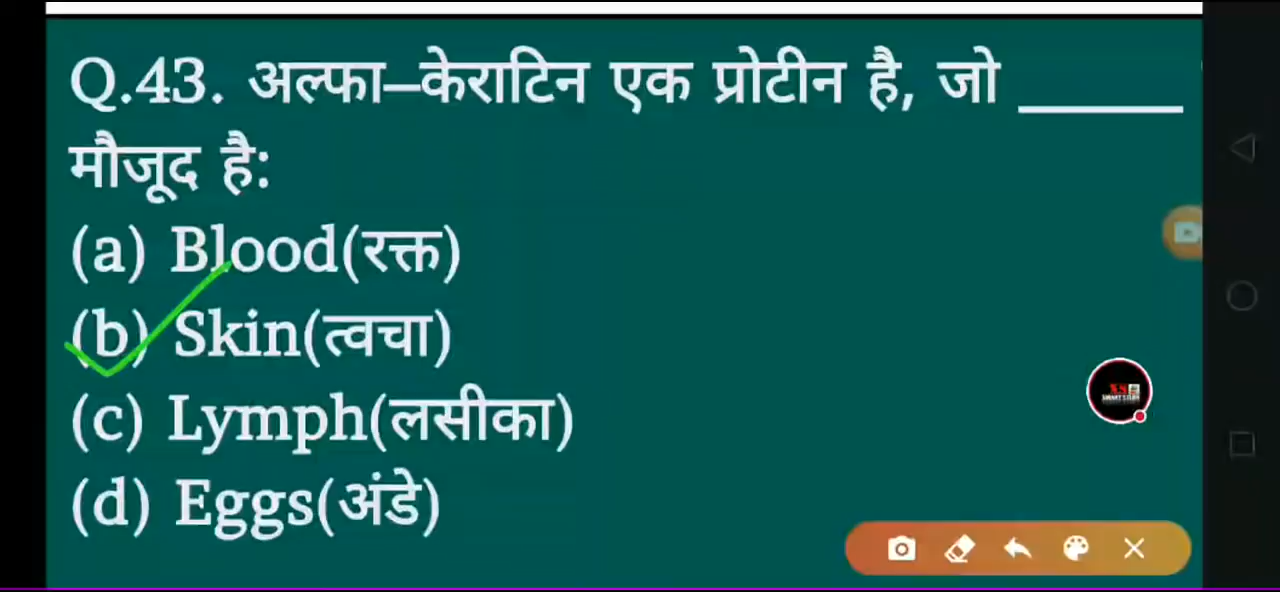 Q.43. अल्फा–केराटिन एक प्रोटीन है, जो ______
मौजूद है:
(a) Blood(रक्त)
(b) Skin(त्वचा)
(c) Lymph(लसीका)
(d) Eggs(अंडे)